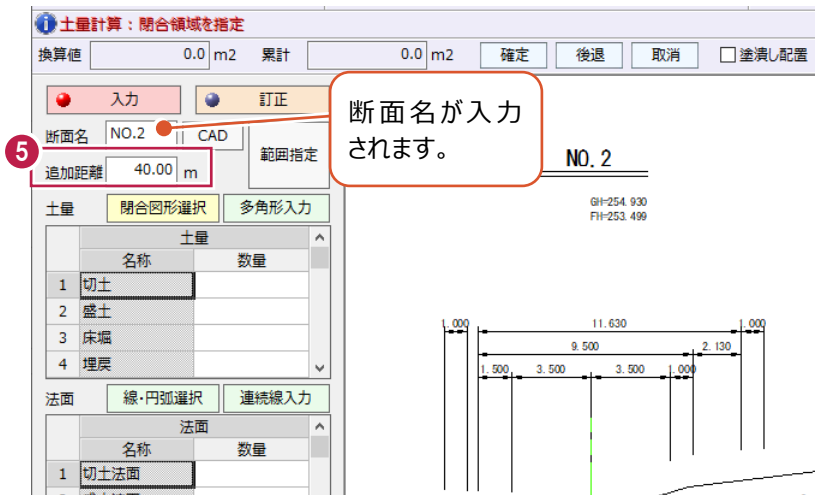 土量計算：閉合領域を指定
換算値 0.0 m2 累計 0.0 m2 確定 後退 取消 塗潰し配置
入力 訂正
断面名が入力
されます。
断面名 NO.2 CAD
範囲指定
5
追加距離 40.00 m
土量 閉合図形選択 多角形入力
土量
名称 数量
1 切土
2 盛土
3 床堀
4 埋戻
法面 線・円弧選択 連続線入力
法面
名称 数量
1 切土法面
NO.2
GH=254.930
FH=253.499
1.000 11.630 1.000
9.500 2.130
1.500 3.500 3.500 1.000